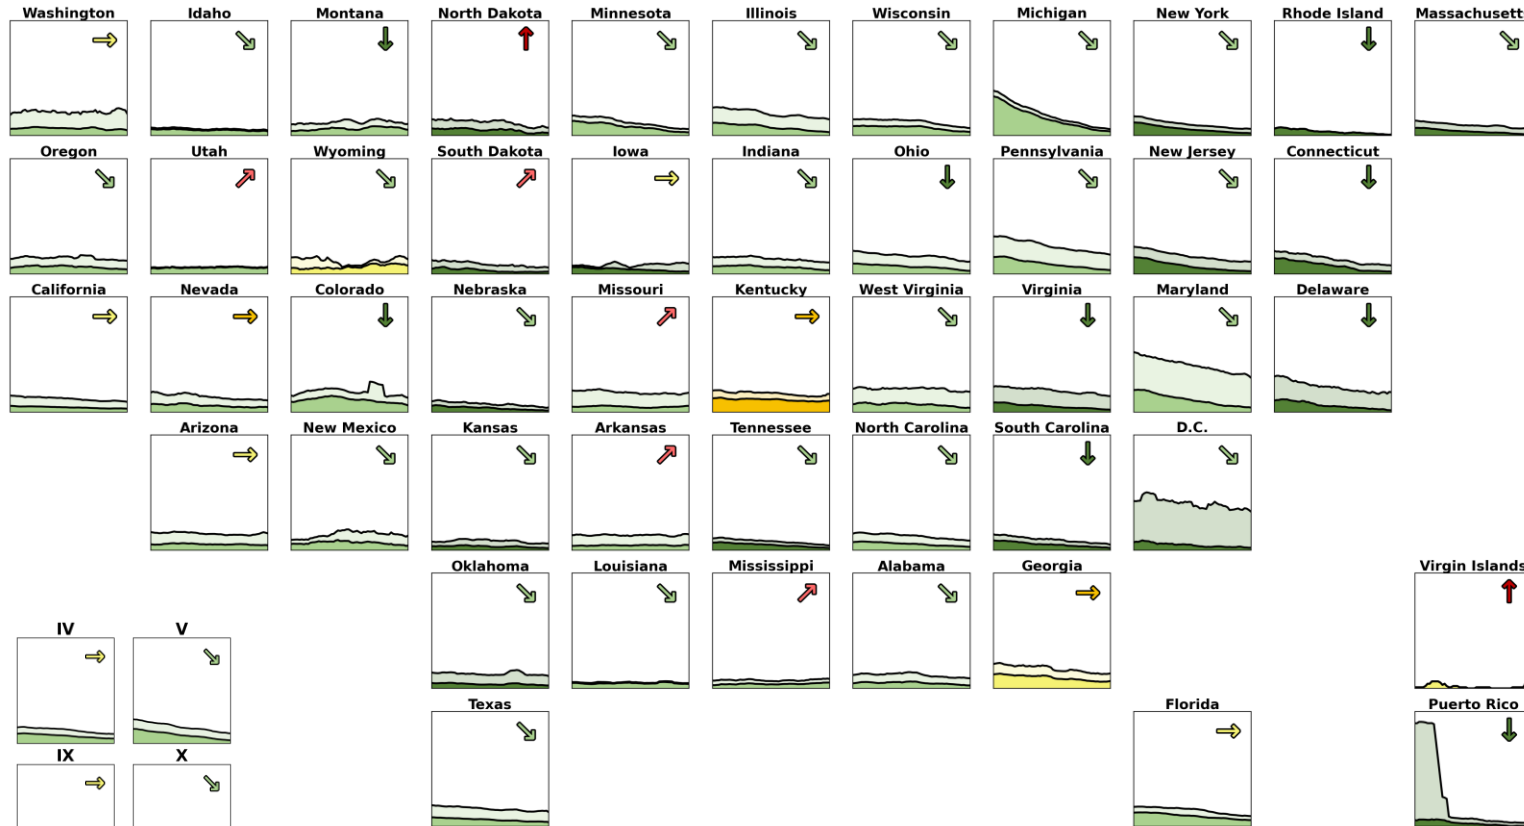 Washington Idaho Montana North Dakota Minnesota Illinois Wisconsin Michigan New York Rhode Island Massachusett
Oregon Utah Wyoming South Dakota Iowa Indiana Ohio Pennsylvania New Jersey Connecticut
California Nevada Colorado Nebraska Missouri Kentucky West Virginia Virginia Maryland Delaware
Arizona New Mexico Kansas Arkansas Tennessee North Carolina South Carolina D.C.
Oklahoma Louisiana Mississippi Alabama Georgia Virgin Islands
IV V
Texas Florida Puerto Rico
IX X